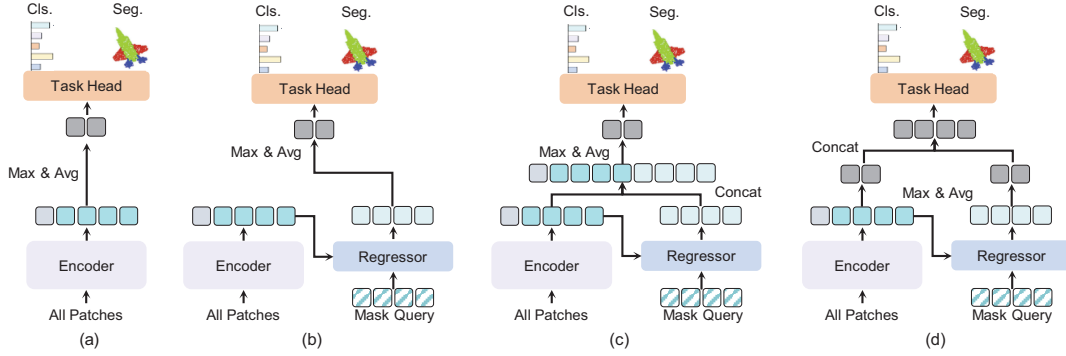 Cls. Seg.
Task Head
Max & Avg
Encoder
All Patches
(a)
Cls. Seg.
Task Head
Max & Avg
Encoder
Regressor
All Patches
Mask Query
(b)
Cls. Seg.
Task Head
Max & Avg
Concat
Encoder
Regressor
All Patches
Mask Query
(c)
Cls. Seg.
Task Head
Concat
Max & Avg
Encoder
Regressor
All Patches
Mask Query
(d)